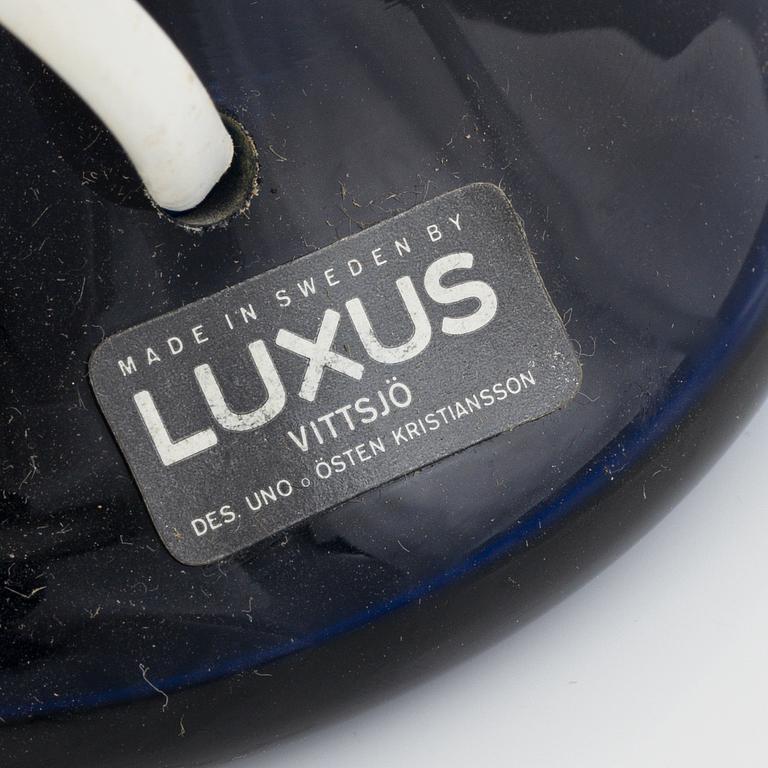 MADE IN SWEDEN BY
LUXUS
VITTSJÖ
DES. UNO o ÖSTEN KRISTIANSSON